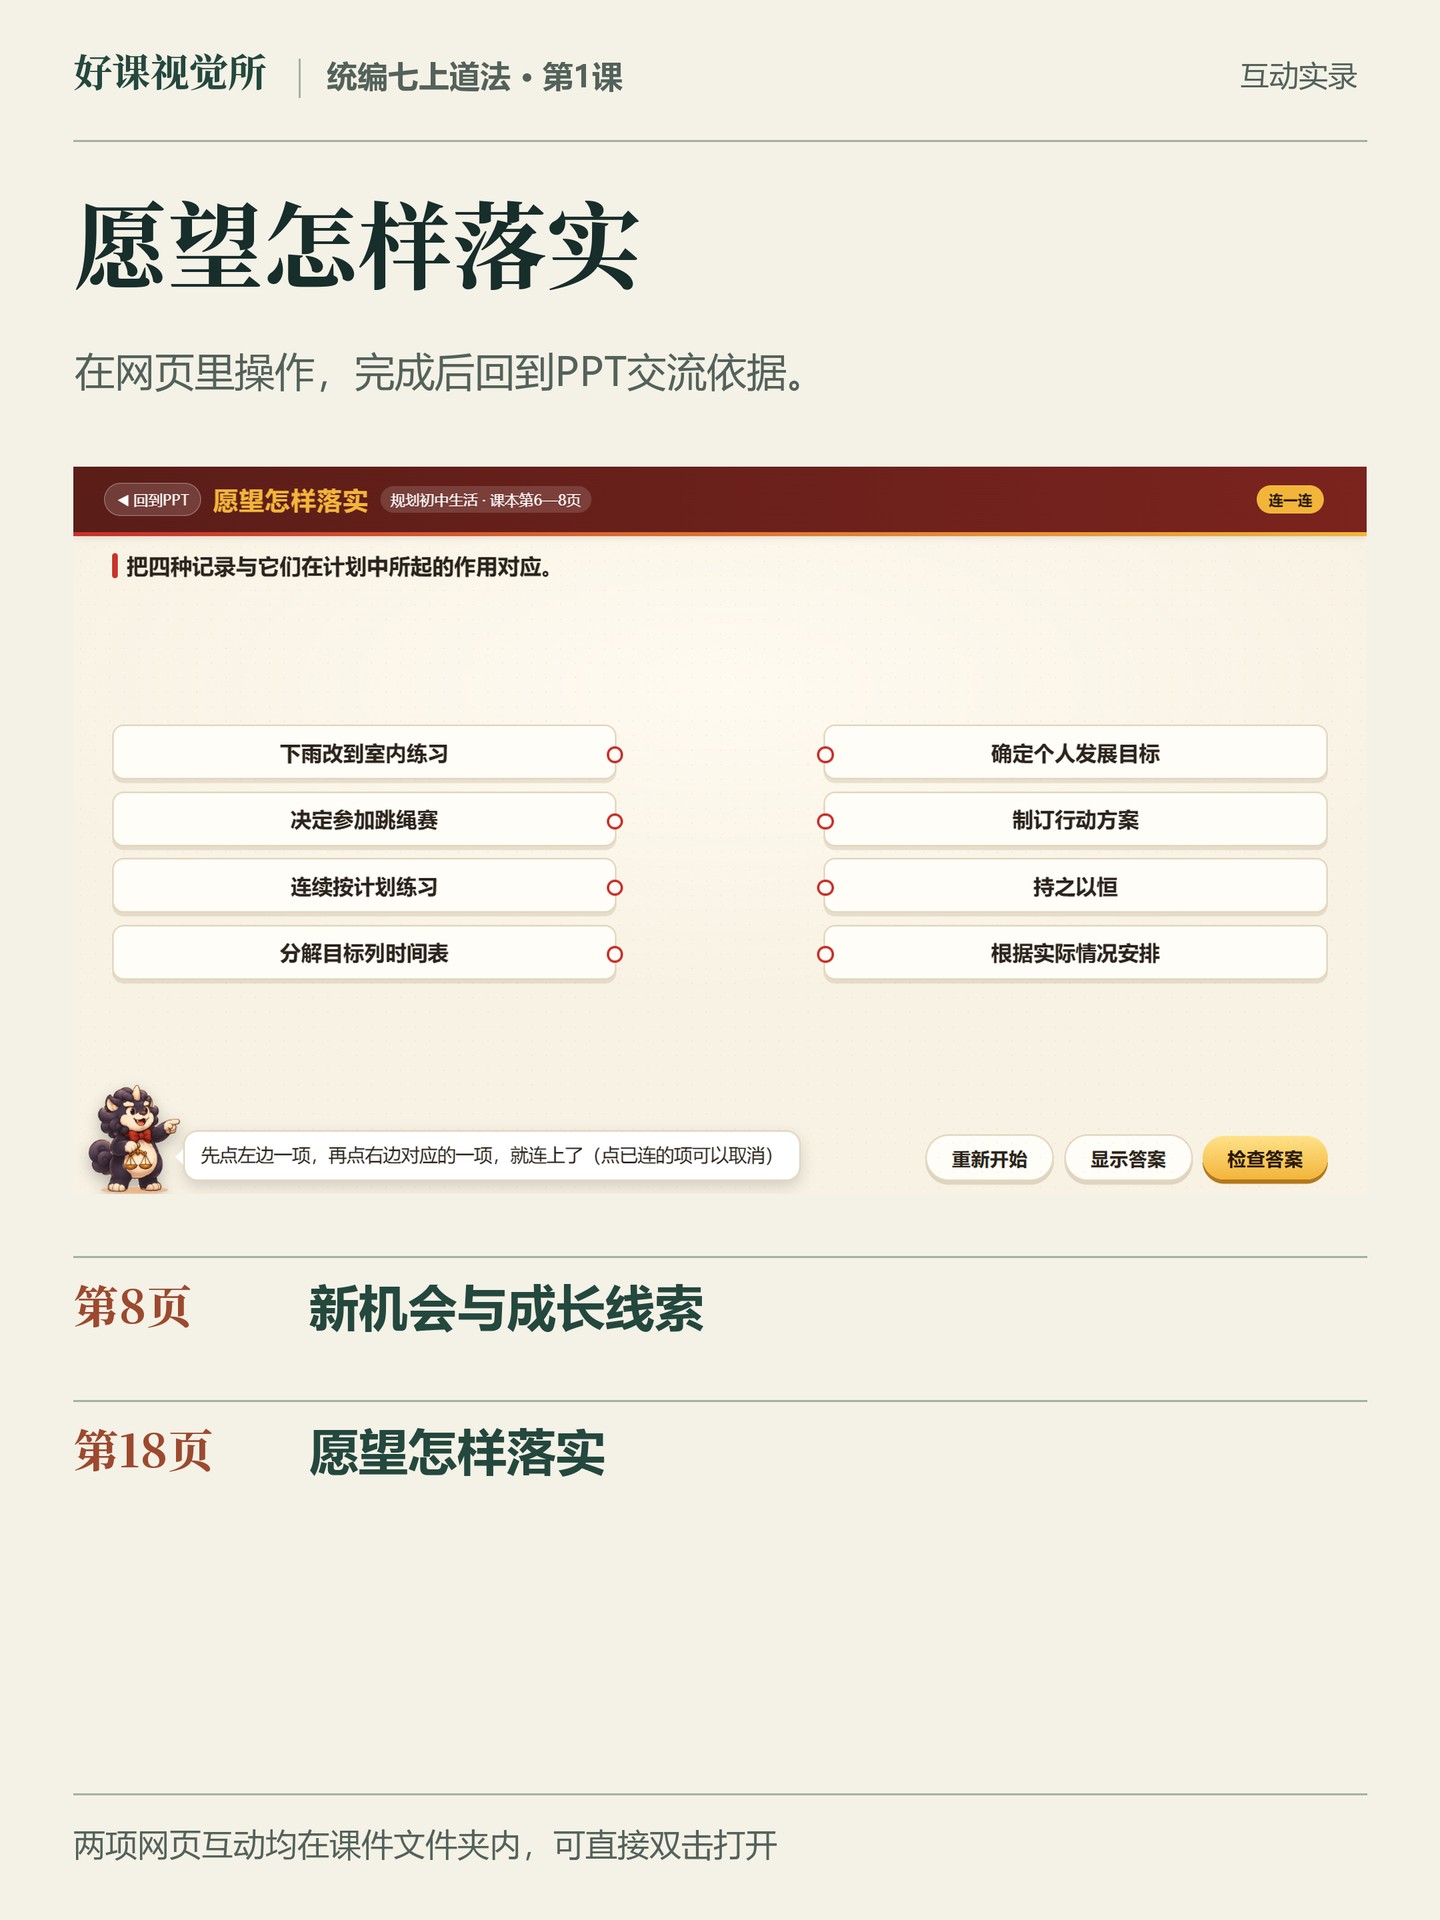 好课视觉所 统编七上道法·第1课 互动实录
愿望怎样落实
在网页里操作，完成后回到PPT交流依据。
◀回到PPT 愿望怎样落实 规划初中生活·课本第6—8页 连一连
把四种记录与它们在计划中所起的作用对应。
下雨改到室内练习 确定个人发展目标
决定参加跳绳赛 制订行动方案
连续按计划练习 持之以恒
分解目标列时间表 根据实际情况安排
先点左边一项，再点右边对应的一项，就连上了（点已连的项可以取消） 重新开始 显示答案 检查答案
第8页 新机会与成长线索
第18页 愿望怎样落实
两项网页互动均在课件文件夹内，可直接双击打开